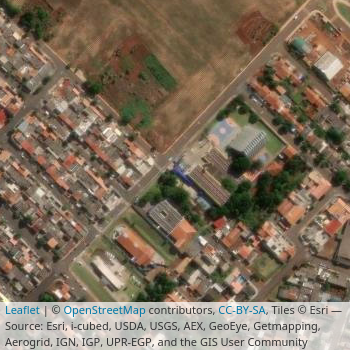 Leaflet | © OpenStreetMap contributors, CC-BY-SA, Tiles © Esri —
Source: Esri, i-cubed, USDA, USGS, AEX, GeoEye, Getmapping,
Aerogrid, IGN, IGP, UPR-EGP, and the GIS User Community